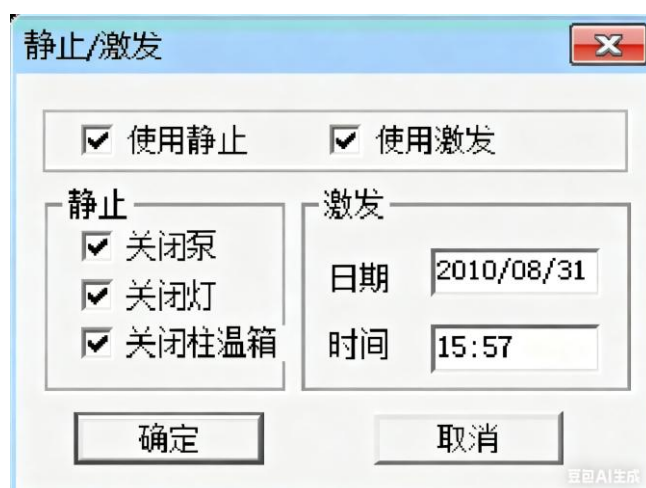 静止/激发
使用静止 使用激发
静止
关闭泵
关闭灯
关闭柱温箱
激发
日期 2010/08/31
时间 15:57
确定 取消
豆包AI生成